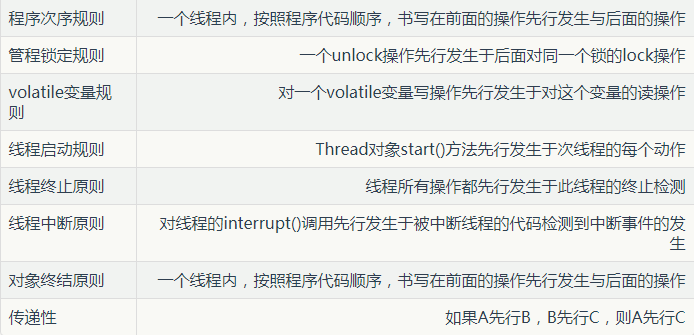 程序次序规则 一个线程内，按照程序代码顺序，书写在前面的操作先行发生与后面的操作
管程锁定规则 一个unlock操作先行发生于后面对同一个锁的lock操作
volatile变量规 对一个volatile变量写操作先行发生于对这个变量的读操作
则
线程启动规则 Thread对象start()方法先行发生于次线程的每个动作
线程终止原则 线程所有操作都先行发生于此线程的终止检测
线程中断原则 对线程的interrupt()调用先行发生于被中断线程的代码检测到中断事件的发
生
对象终结原则 一个线程内，按照程序代码顺序，书写在前面的操作先行发生与后面的操作
传递性 如果A先行B，B先行C，则A先行C